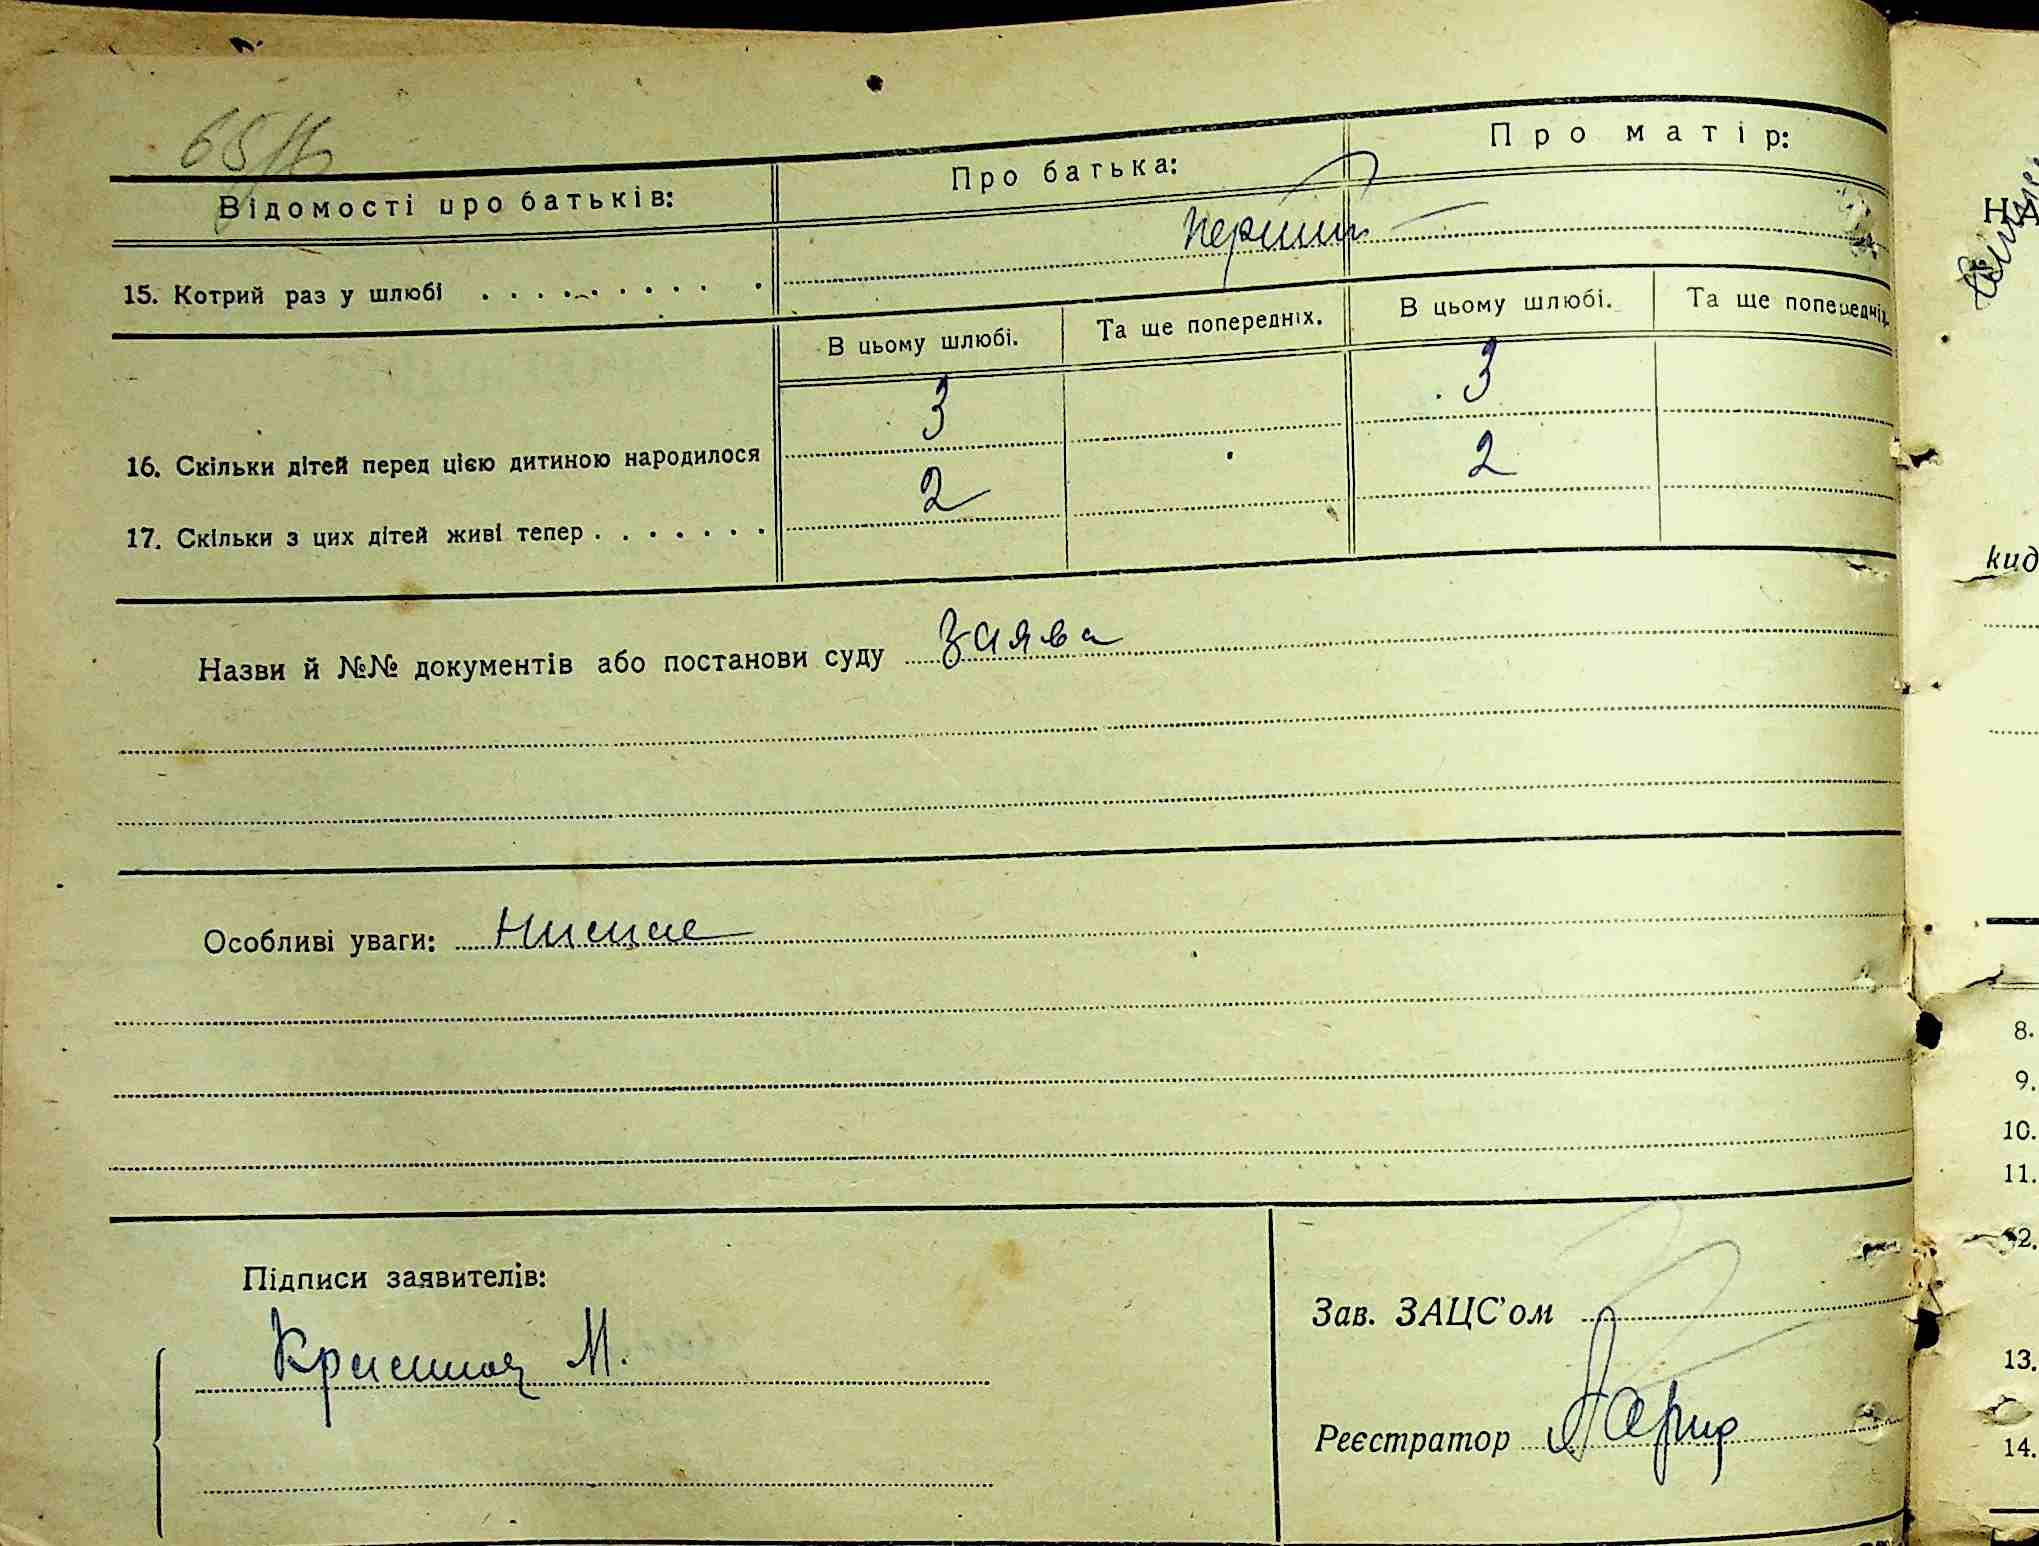 Відомості про батьків: Про батька: Про матір:
15. Котрий раз у шлюбі . . . . . . . . . . перший
В цьому шлюбі. Та ще попередніх. В цьому шлюбі. Та ще попередніх.
16. Скільки дітей перед цією дитиною народилося 3 3
17. Скільки з цих дітей живі тепер . . . . . . . 2 2
Назви й №№ документів або постанови суду заява
Особливі уваги:
Підписи заявителів:
М.
Зав. ЗАЦС’ом
Реєстратор
НА
кид
8.
9.
10.
11.
12.
13.
14.